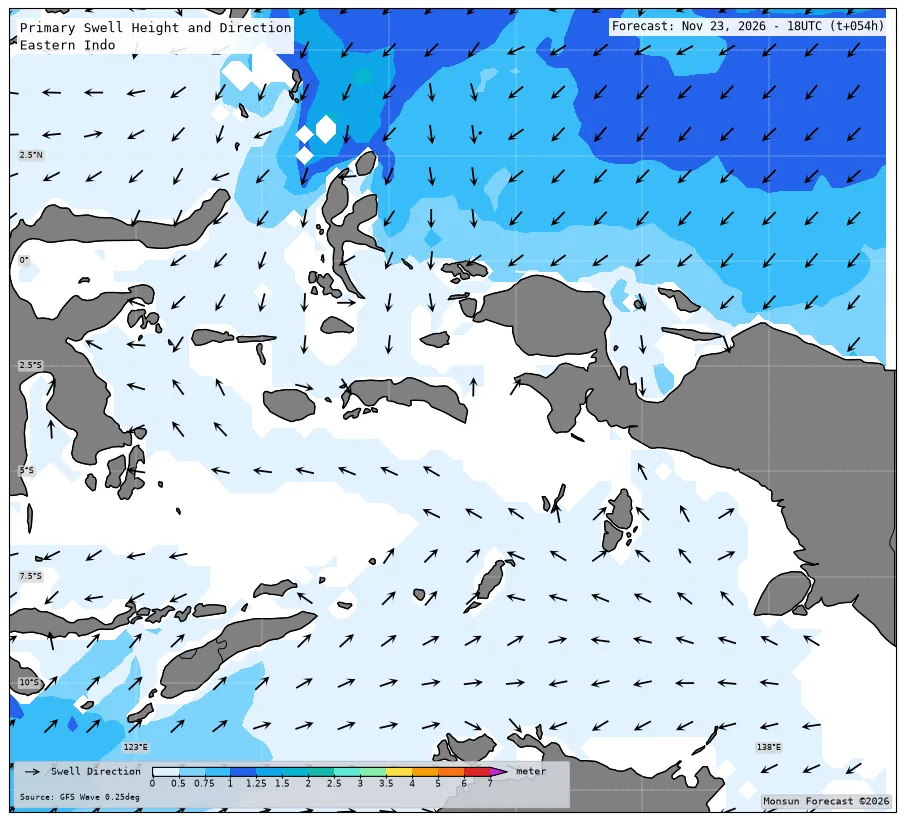 Primary Swell Height and Direction
Eastern Indo
Forecast: Nov 23, 2026 - 18UTC (t+054h)
2.5°N
0°
2.5°S
5°S
7.5°S
10°S
123°E
138°E
Swell Direction
meter
0 0.5 0.75 1 1.25 1.5 2 2.5 3 3.5 4 5 6 7
Source: GFS Wave 0.25deg
Monsun Forecast ©2026